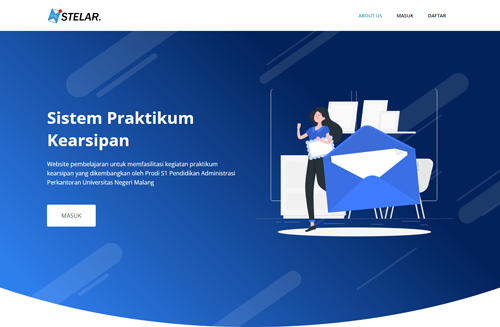 STELAR.
ABOUT US MASUK DAFTAR
Sistem Praktikum
Kearsipan
Website pembelajaran untuk memfasilitasi kegiatan praktikum
kearsipan yang dikembangkan oleh Prodi S1 Pendidikan Administrasi
Perkantoran Universitas Negeri Malang
MASUK